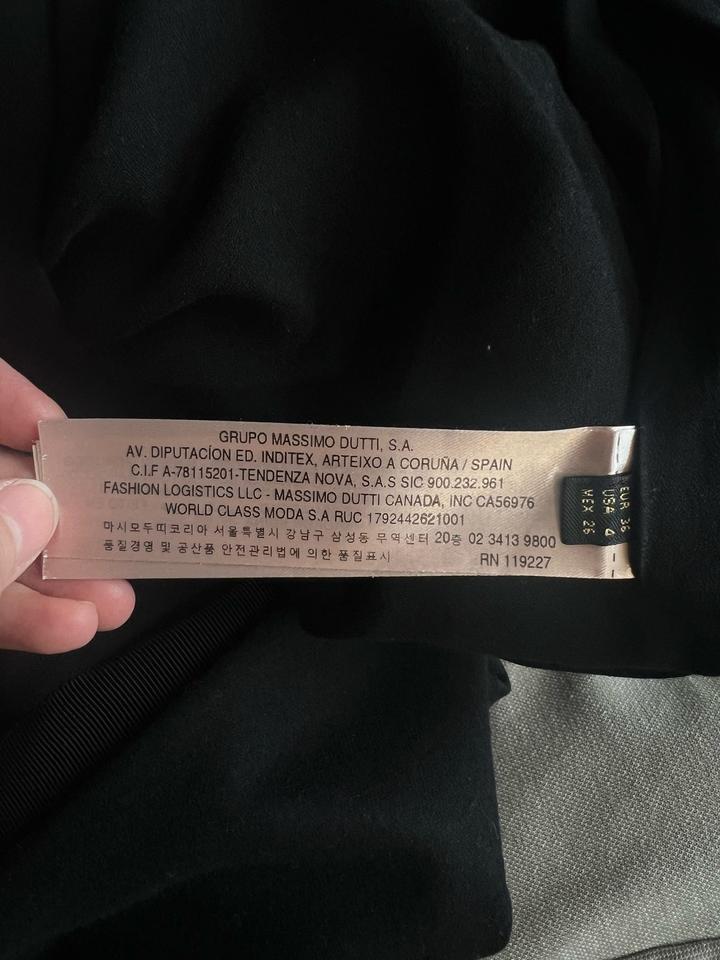 GRUPO MASSIMO DUTTI, S.A.
AV. DIPUTACÍON ED. INDITEX, ARTEIXO A CORUÑA / SPAIN
C.I.F A-78115201-TENDENZA NOVA, S.A.S SIC 900.232.961
FASHION LOGISTICS LLC - MASSIMO DUTTI CANADA, INC CA56976
WORLD CLASS MODA S.A RUC 1792442621001
마시모두띠코리아 서울특별시 강남구 삼성동 무역센터 20층 02 3413 9800
품질경영 및 공산품 안전관리법에 의한 품질표시 RN 119227
EUR 36
USA 4
MEX 26